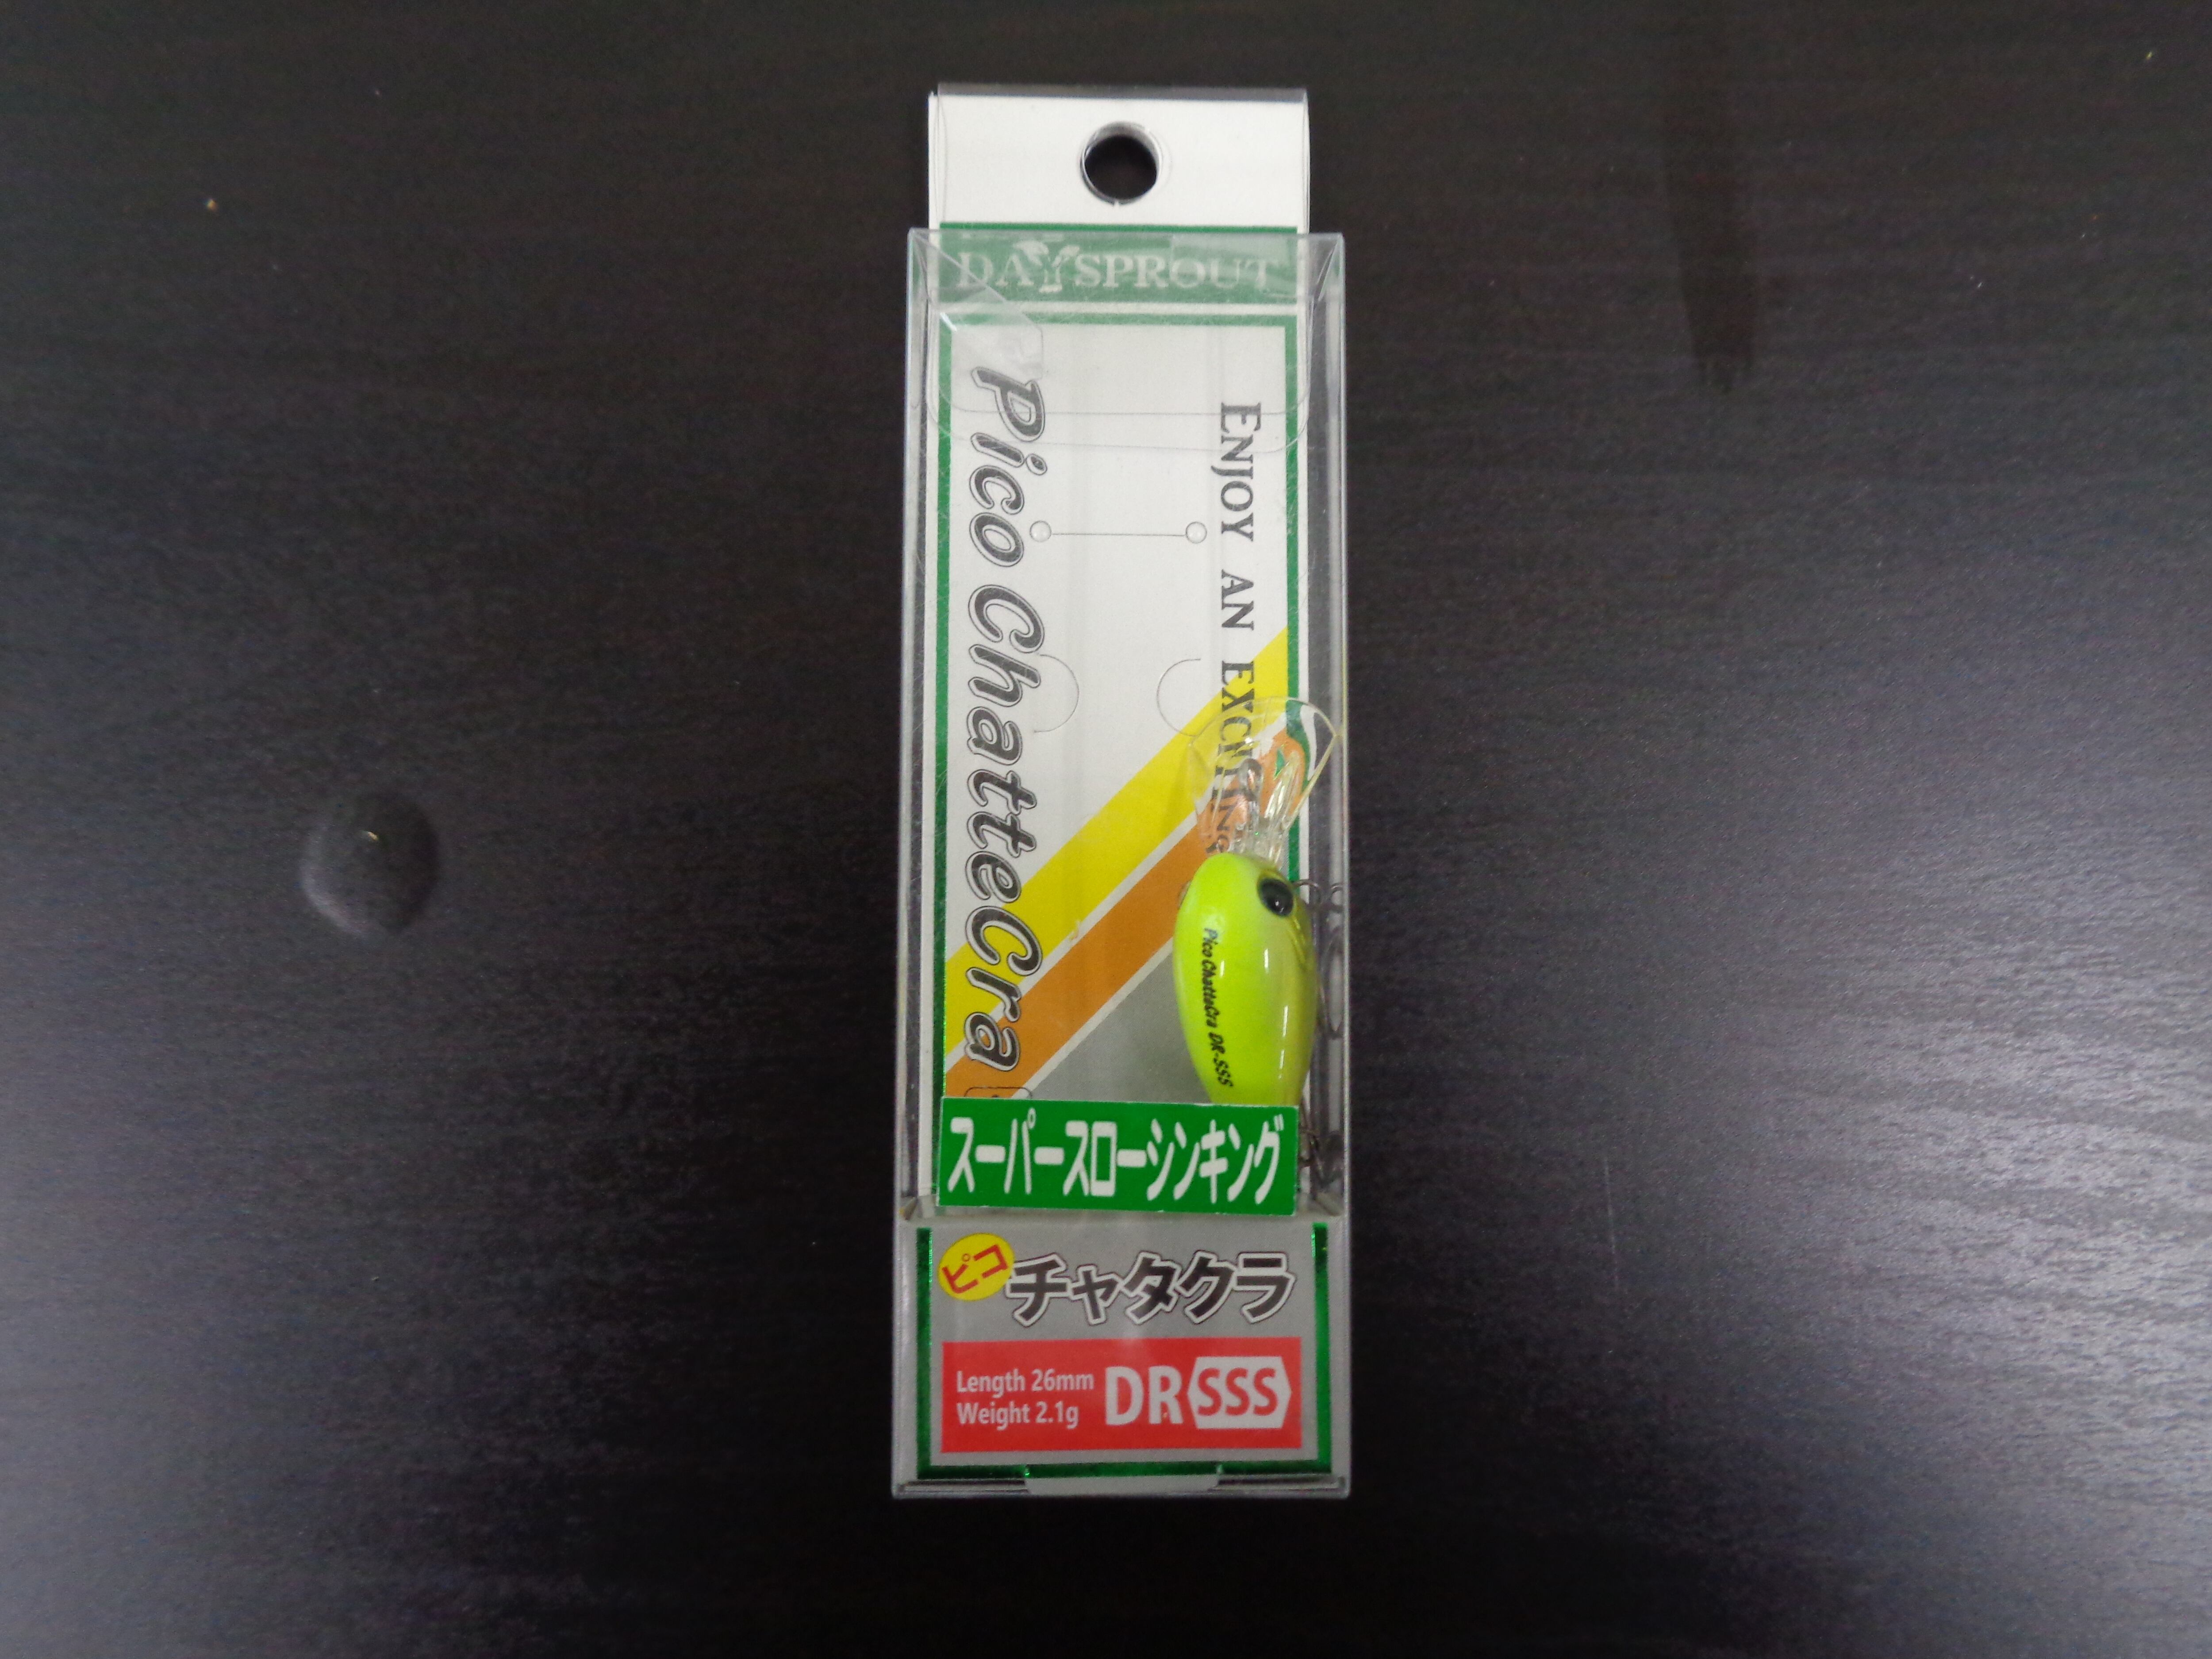 DAYSPROUT
Pico ChatteCra
ENJOY AN EXCITING
Pico ChatteCra DR-SSS
スーパースローシンキング
ピコ
チャタクラ
Length 26mm
Weight 2.1g
DR SSS